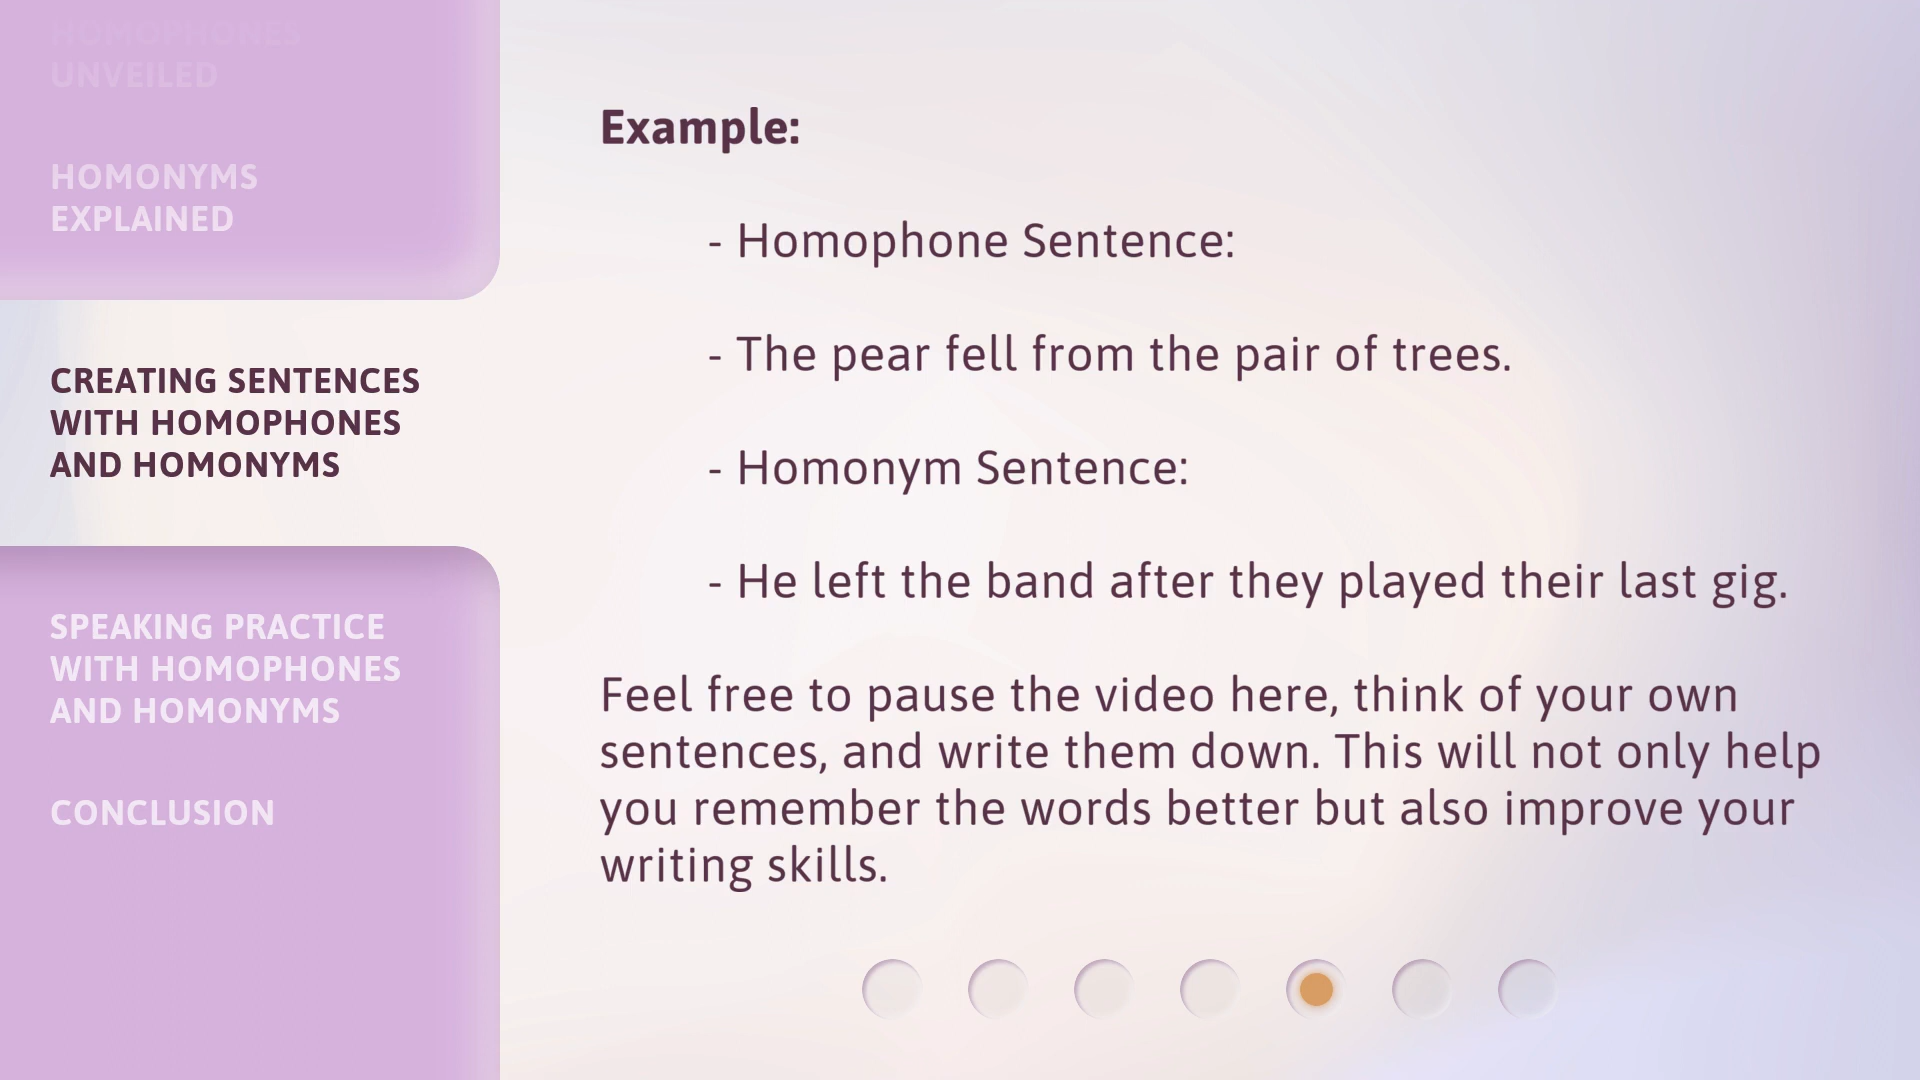 HOMOPHONES
UNVEILED
HOMONYMS
EXPLAINED
CREATING SENTENCES
WITH HOMOPHONES
AND HOMONYMS
SPEAKING PRACTICE
WITH HOMOPHONES
AND HOMONYMS
CONCLUSION
Example:
- Homophone Sentence:
- The pear fell from the pair of trees.
- Homonym Sentence:
- He left the band after they played their last gig.
Feel free to pause the video here, think of your own
sentences, and write them down. This will not only help
you remember the words better but also improve your
writing skills.